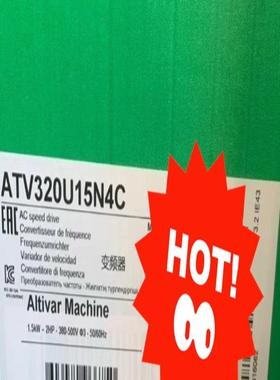 ATV320U15N4C
EAC
AC speed drive
Convertisseur de fréquence
Frequenzumrichter
Variador de velocidad
变频器
Convertitore di frequenza
Преобразователь частоты
Altivar Machine
1.5kW - 2HP - 380-500V Φ3 - 50/60Hz
HOT!